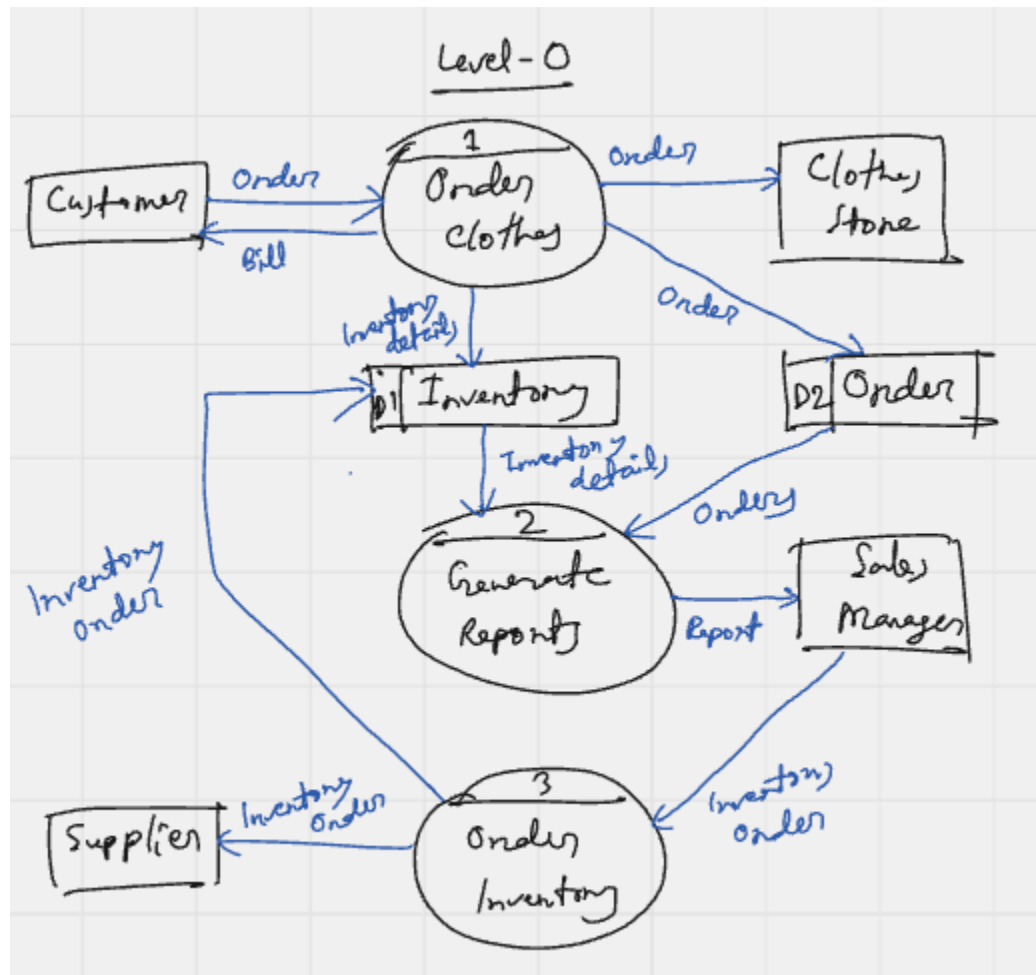 Level-0
1
Order
Clothes
Customer
Order
Bill
Order
Clothes
Store
Order
Inventory
details
D1 Inventory
D2 Order
Inventory
details
Orders
2
Generate
Reports
Report
Sales
Manager
Inventory
Order
Inventory
Order
3
Order
Inventory
Inventory
Order
Supplier